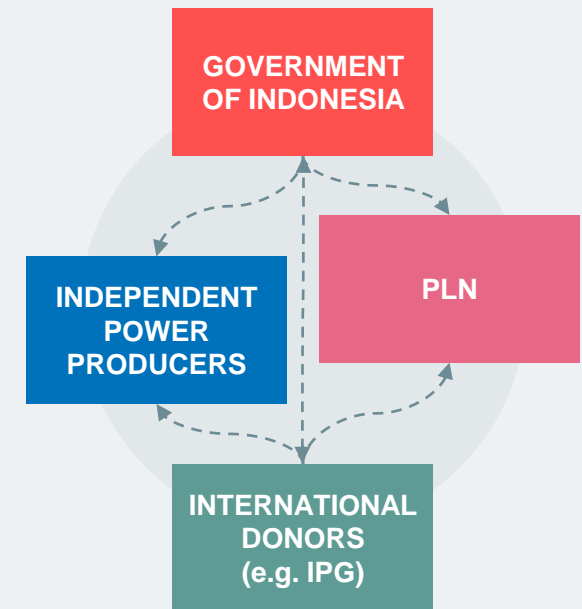 GOVERNMENT
OF INDONESIA
INDEPENDENT
POWER
PRODUCERS
PLN
INTERNATIONAL
DONORS
(e.g. IPG)